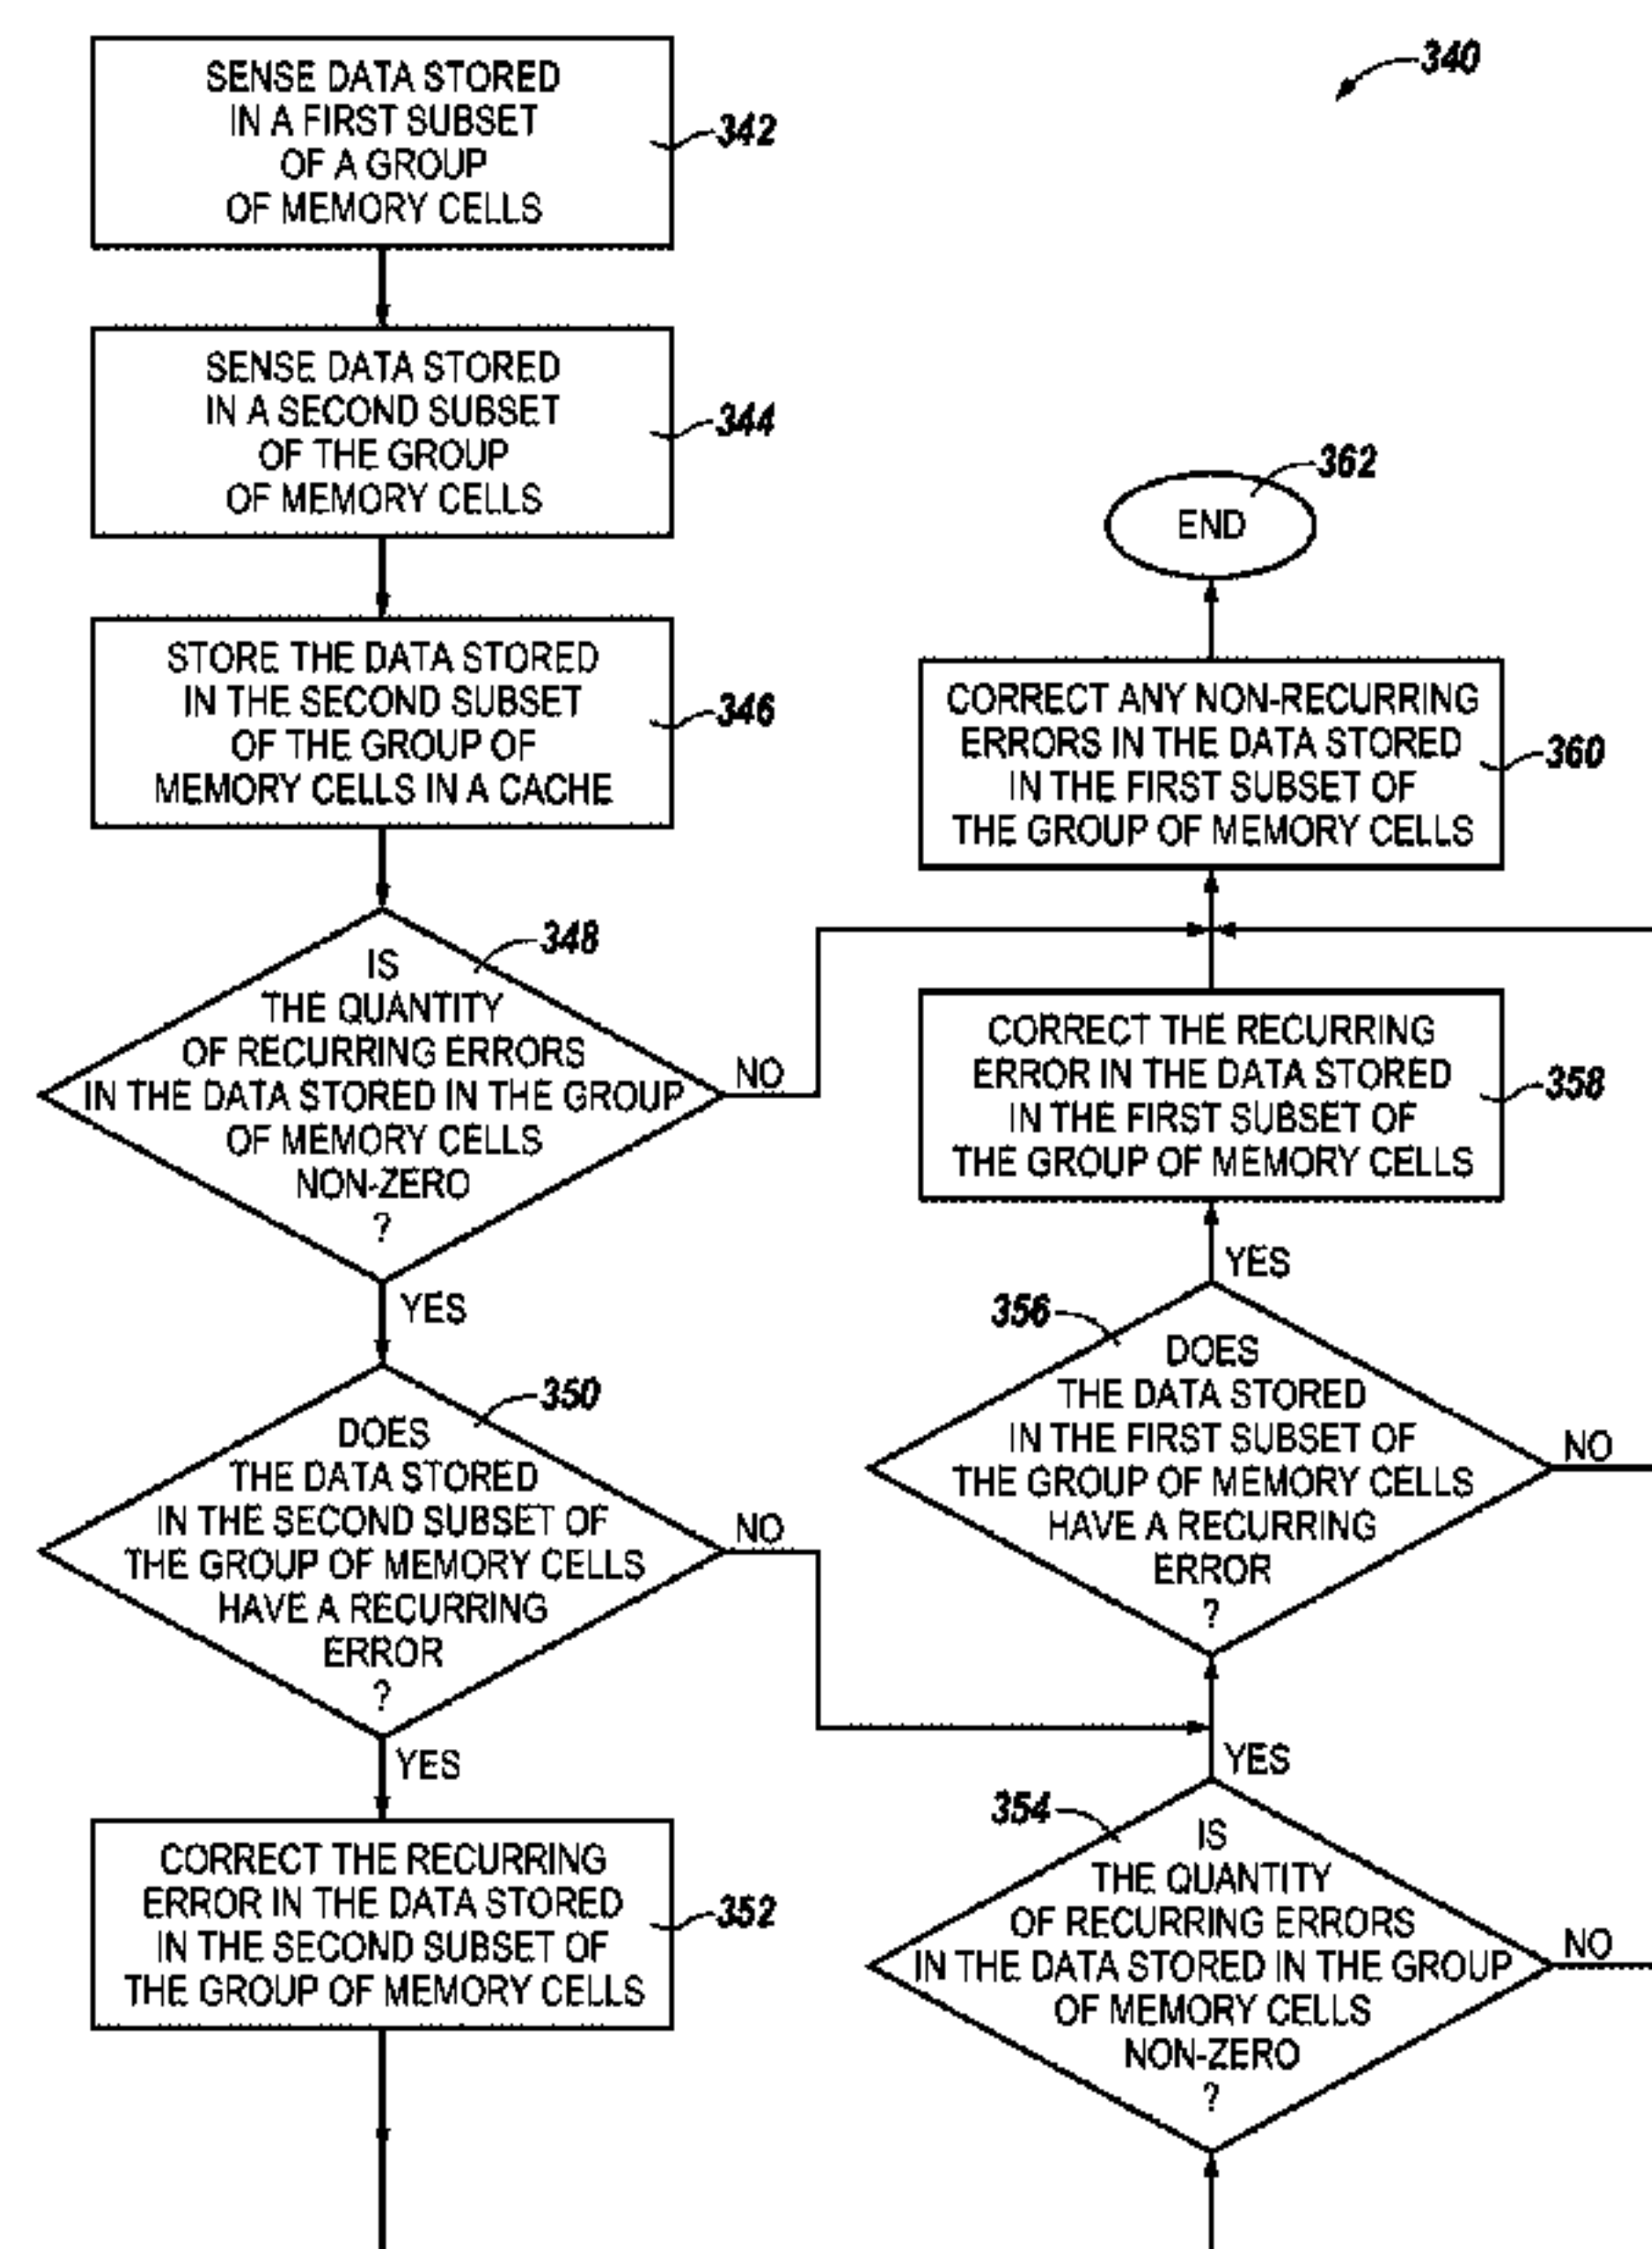 340
SENSE DATA STORED
IN A FIRST SUBSET
OF A GROUP
OF MEMORY CELLS
342
SENSE DATA STORED
IN A SECOND SUBSET
OF THE GROUP
OF MEMORY CELLS
344
STORE THE DATA STORED
IN THE SECOND SUBSET
OF THE GROUP OF
MEMORY CELLS IN A CACHE
346
348
IS
THE QUANTITY
OF RECURRING ERRORS
IN THE DATA STORED IN THE GROUP
OF MEMORY CELLS
NON-ZERO
?
NO
YES
350
DOES
THE DATA STORED
IN THE SECOND SUBSET OF
THE GROUP OF MEMORY CELLS
HAVE A RECURRING
ERROR
?
NO
YES
CORRECT THE RECURRING
ERROR IN THE DATA STORED
IN THE SECOND SUBSET OF
THE GROUP OF MEMORY CELLS
352
362
END
CORRECT ANY NON-RECURRING
ERRORS IN THE DATA STORED
IN THE FIRST SUBSET OF
THE GROUP OF MEMORY CELLS
360
CORRECT THE RECURRING
ERROR IN THE DATA STORED
IN THE FIRST SUBSET OF
THE GROUP OF MEMORY CELLS
358
YES
356
DOES
THE DATA STORED
IN THE FIRST SUBSET OF
THE GROUP OF MEMORY CELLS
HAVE A RECURRING
ERROR
?
NO
YES
354
IS
THE QUANTITY
OF RECURRING ERRORS
IN THE DATA STORED IN THE GROUP
OF MEMORY CELLS
NON-ZERO
?
NO